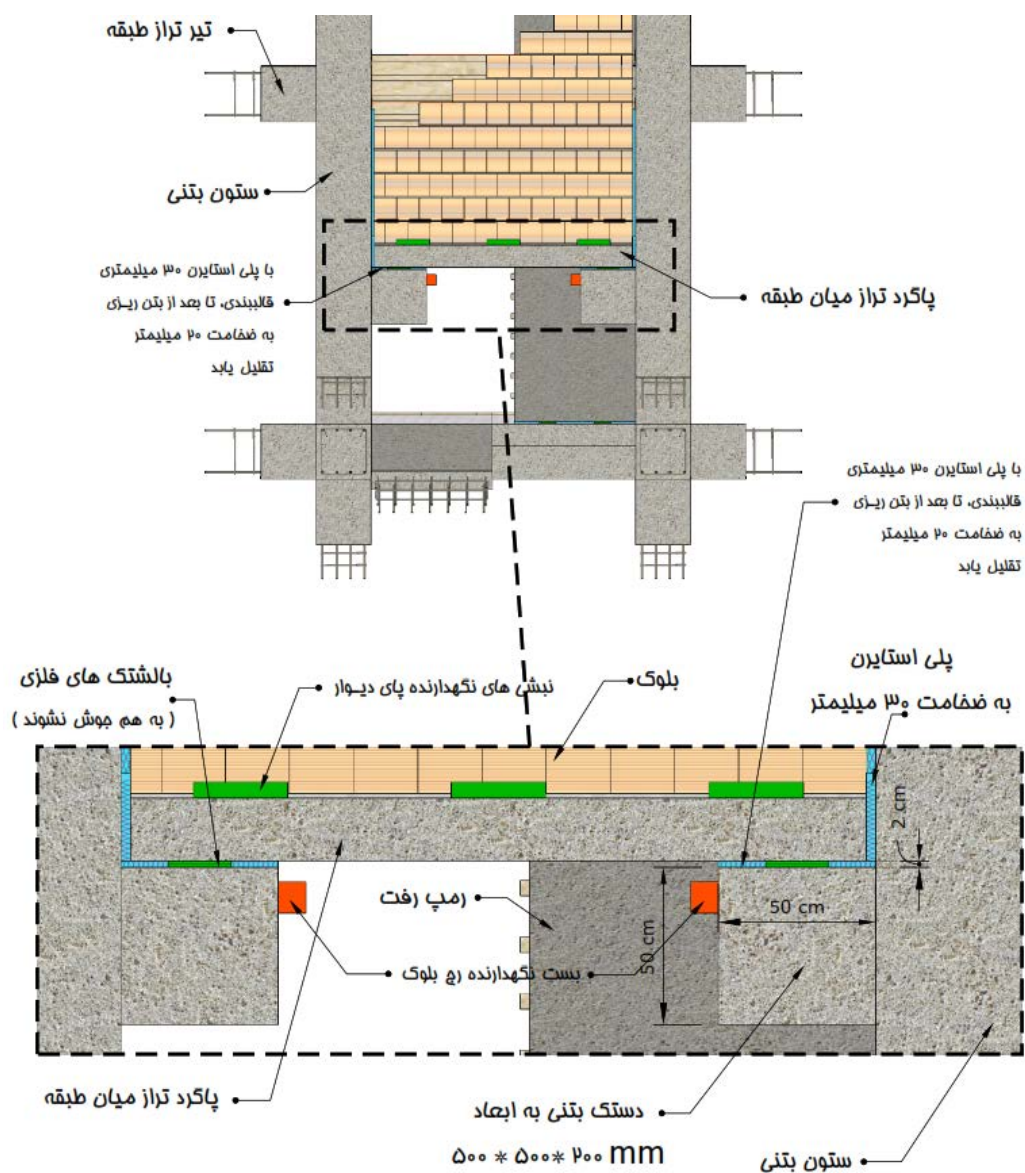 تیر تراز طبقه
ستون بتنی
با پلی استایرن ۳۰ میلیمتری
قالببندی، تا بعد از بتن ریزی
به ضخامت ۲۰ میلیمتر
تقلیل یابد
پاگرد تراز میان طبقه
با پلی استایرن ۳۰ میلیمتری
قالببندی، تا بعد از بتن ریزی
به ضخامت ۲۰ میلیمتر
تقلیل یابد
پلی استایرن
به ضخامت ۳۰ میلیمتر
بلوک
نبشی های نگهدارنده پای دیوار
بالشتک های فلزی
( به هم جوش نشوند )
2 cm
رمپ رفت
50 cm
50 cm
بست نگهدارنده رج بلوک
پاگرد تراز میان طبقه
دستک بتنی به ابعاد
۵۰۰ * ۵۰۰* ۲۰۰ mm
ستون بتنی